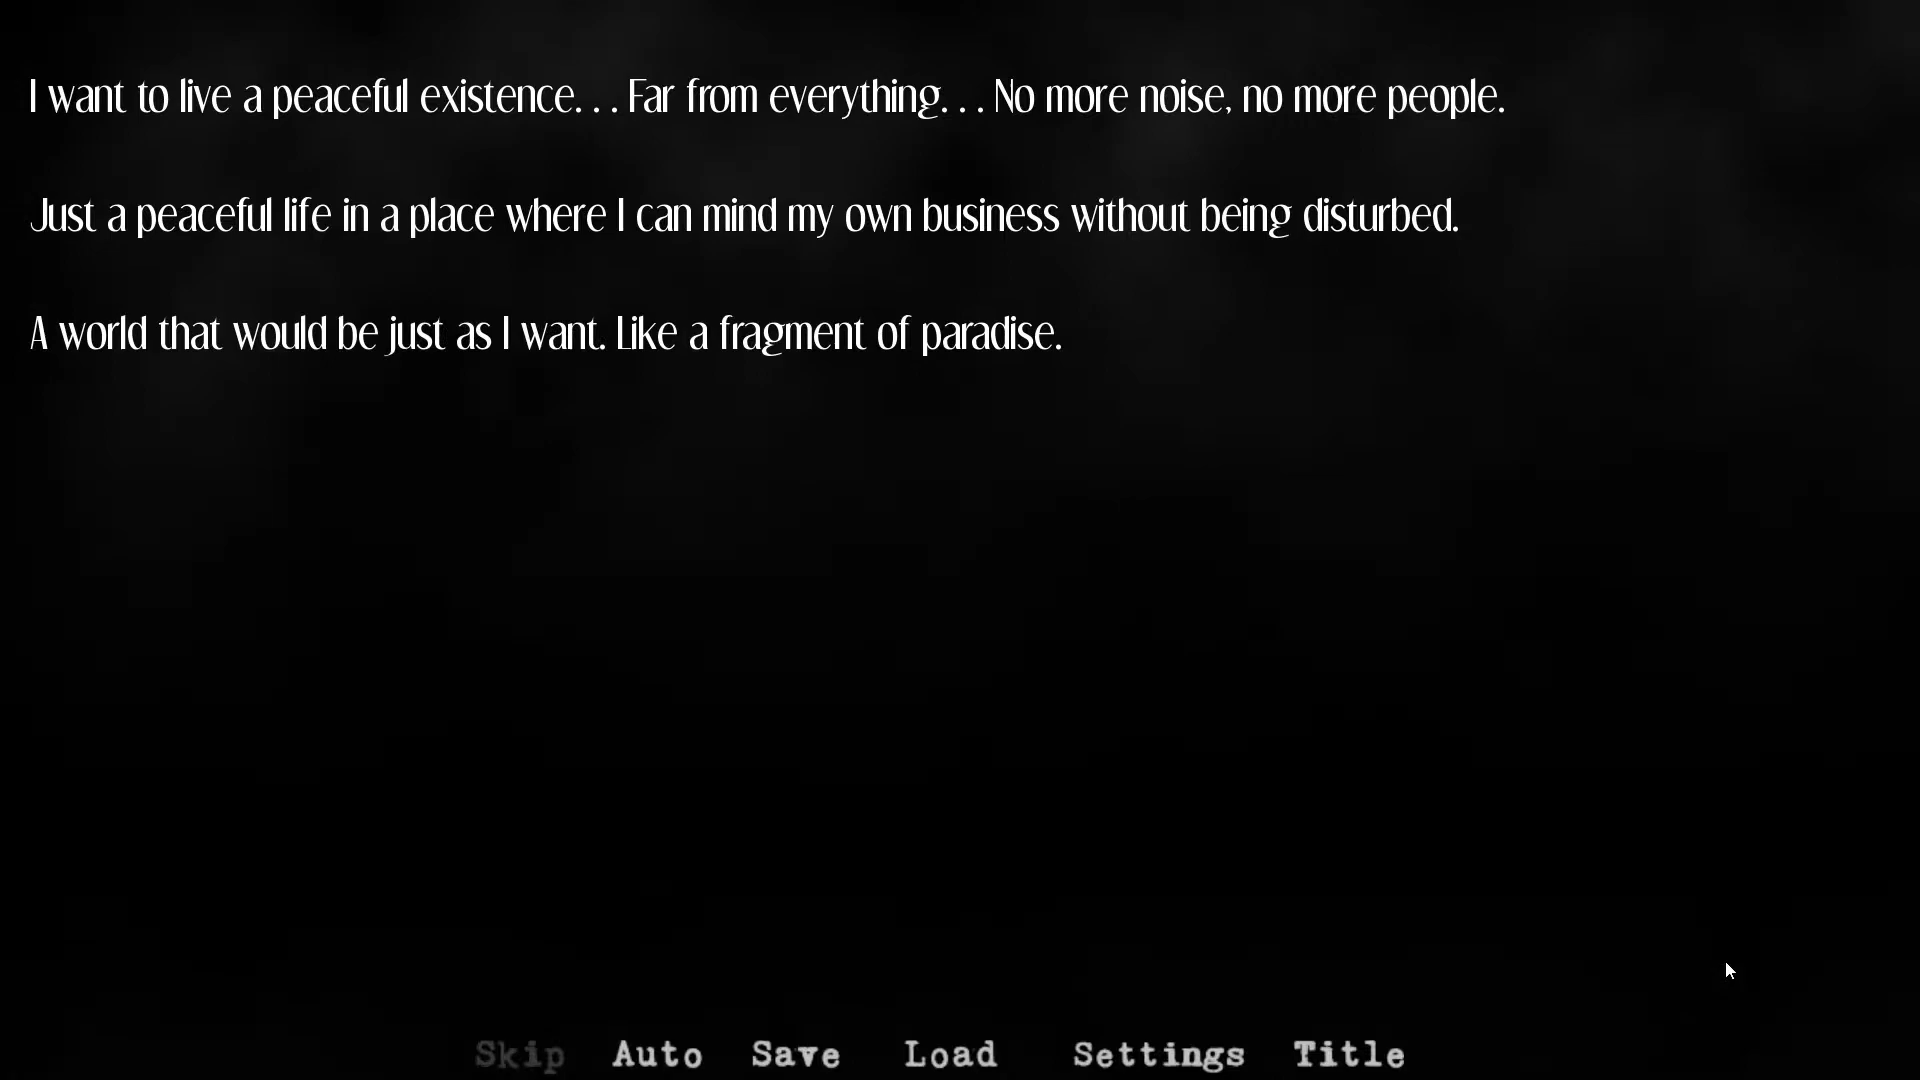 I want to live a peaceful existence. . . Far from everything. . . No more noise, no more people.
Just a peaceful life in a place where I can mind my own business without being disturbed.
A world that would be just as I want. Like a fragment of paradise.
Skip Auto Save Load Settings Title